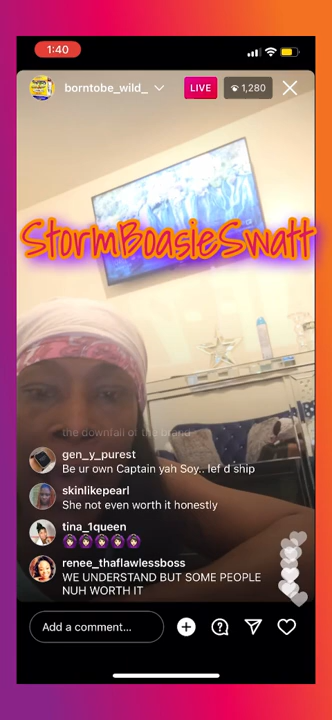 1:40
borntobe_wild_
LIVE
1,280
StormBoasieSwatt
the downfall of the brand
gen_y_purest
Be ur own Captain yah Soy.. lef d ship
skinlikepearl
She not even worth it honestly
tina_1queen
renee_thaflawlessboss
WE UNDERSTAND BUT SOME PEOPLE
NUH WORTH IT
Add a comment...